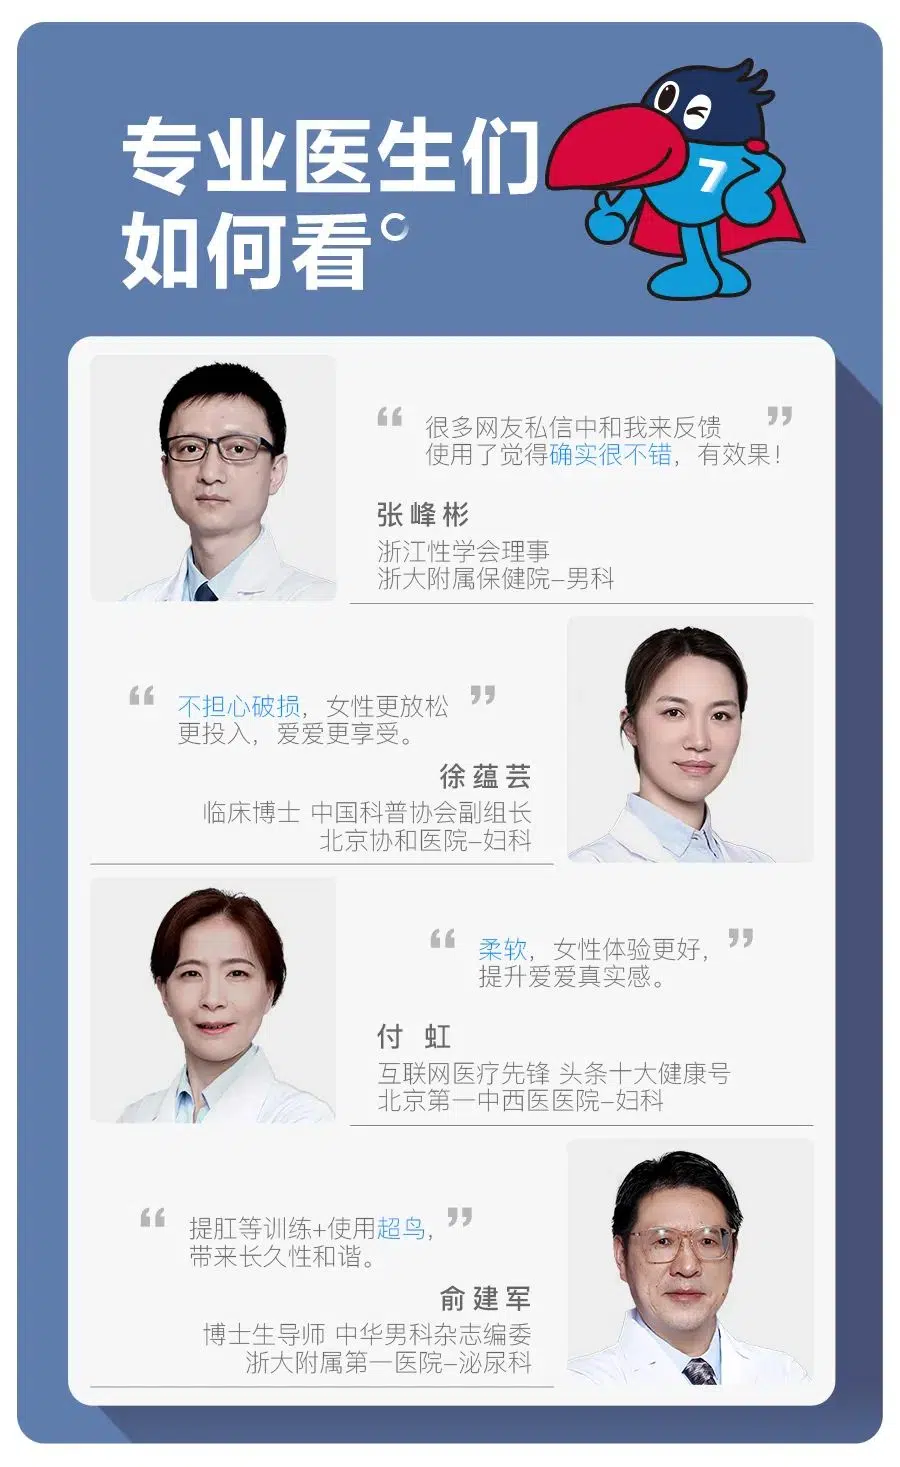 专业医生们
如何看
7
“ 很多网友私信中和我来反馈 ”
使用了觉得确实很不错，有效果！
张峰彬
浙江性学会理事
浙大附属保健院-男科
“ 不担心破损，女性更放松 ”
更投入，爱爱更享受。
徐蕴芸
临床博士 中国科普协会副组长
北京协和医院-妇科
“ 柔软，女性体验更好， ”
提升爱爱真实感。
付 虹
互联网医疗先锋 头条十大健康号
北京第一中西医医院-妇科
“ 提肛等训练+使用超鸟， ”
带来长久性和谐。
俞建军
博士生导师 中华男科杂志编委
浙大附属第一医院-泌尿科